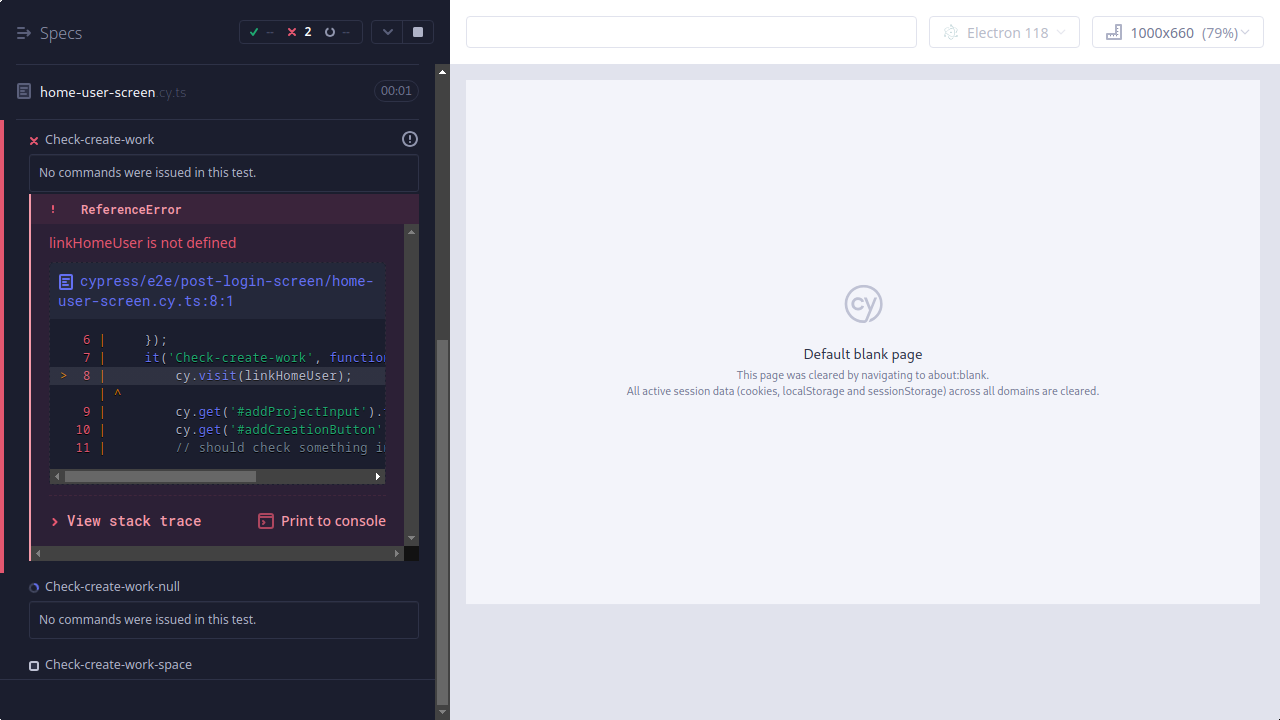 Specs
--
2
--
Electron 118
1000x660 (79%)
home-user-screen.cy.ts
00:01
Check-create-work
No commands were issued in this test.
! ReferenceError
linkHomeUser is not defined
cypress/e2e/post-login-screen/home-
user-screen.cy.ts:8:1
6 | });
7 | it('Check-create-work', function
> 8 | cy.visit(linkHomeUser);
| ^
9 | cy.get('#addProjectInput').
10 | cy.get('#addCreationButton'
11 | // should check something in
View stack trace
Print to console
Check-create-work-null
No commands were issued in this test.
Check-create-work-space
cy
Default blank page
This page was cleared by navigating to about:blank.
All active session data (cookies, localStorage and sessionStorage) across all domains are cleared.